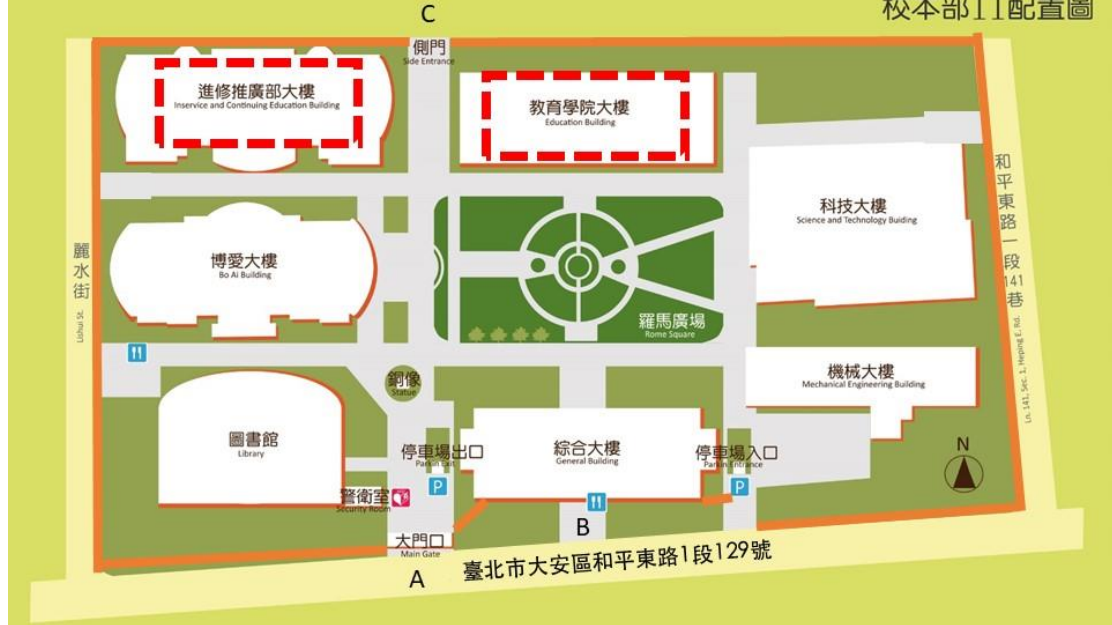 校本部II配置圖
C
側門
Side Entrance
進修推廣部大樓
Inservice and Continuing Education Building
教育學院大樓
Education Building
科技大樓
Science and Technology Buiding
和平東路一段141巷
Ln. 141, Sec. 1, Heping E. Rd.
麗水街
Lishui St.
博愛大樓
Bo Ai Building
羅馬廣場
Rome Square
機械大樓
Mechanical Engineering Building
銅像
Statue
圖書館
Library
停車場出口
Parkin Exit
P
綜合大樓
General Building
停車場入口
Parkin Entrance
P
N
警衛室
Security Room
大門口
Main Gate
A
B
臺北市大安區和平東路1段129號